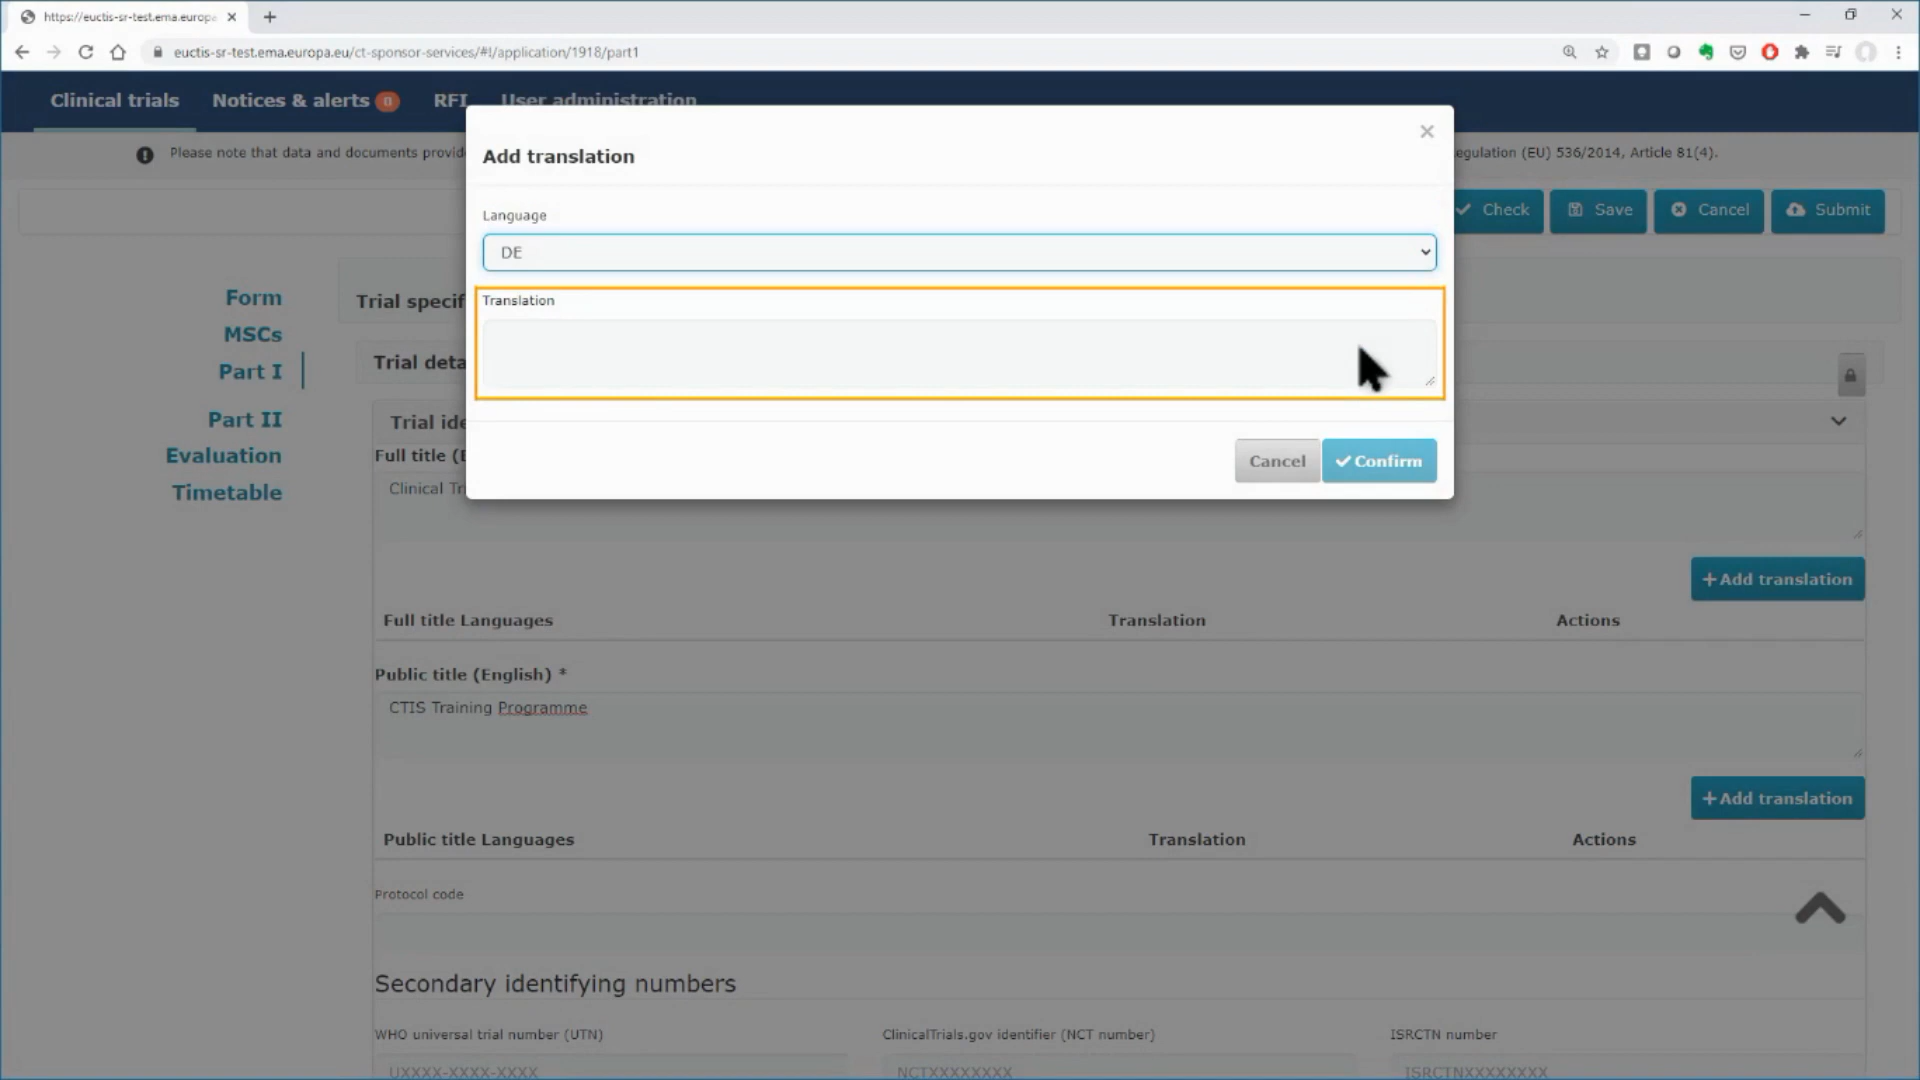 https://euctis-sr-test.ema.europa
euctis-sr-test.ema.europa.eu/ct-sponsor-services/#!/application/1918/part1
Clinical trials
Notices & alerts 0
RFI
User administration
Please note that data and documents provid
egulation (EU) 536/2014, Article 81(4).
Check
Save
Cancel
Submit
Add translation
Language
DE
Translation
Cancel
Confirm
Form
MSCs
Part I
Part II
Evaluation
Timetable
Trial specif
Trial deta
Trial ide
Full title (E
Clinical Tr
Add translation
Full title Languages
Translation
Actions
Public title (English) *
CTIS Training Programme
Add translation
Public title Languages
Translation
Actions
Protocol code
Secondary identifying numbers
WHO universal trial number (UTN)
ClinicalTrials.gov identifier (NCT number)
ISRCTN number
UXXXX-XXXX-XXXX
NCTXXXXXXXX
ISRCTNXXXXXXXX